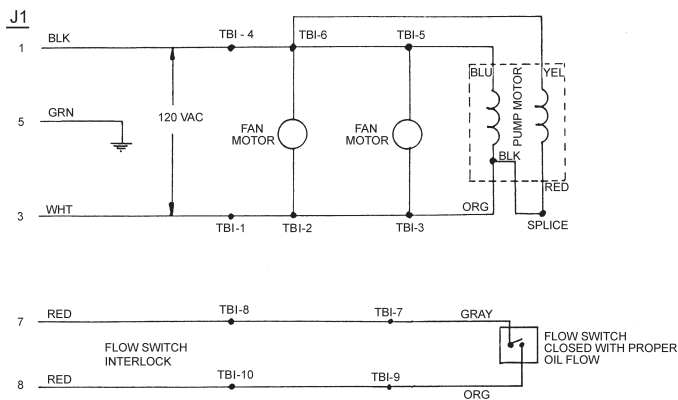 J1
BLK
TBI - 4
TBI-6
TBI-5
1
BLU
YEL
PUMP MOTOR
GRN
5
120 VAC
FAN
MOTOR
FAN
MOTOR
BLK
RED
WHT
ORG
3
TBI-1
TBI-2
TBI-3
SPLICE
RED
TBI-8
TBI-7
GRAY
7
FLOW SWITCH
INTERLOCK
FLOW SWITCH
CLOSED WITH PROPER
OIL FLOW
RED
TBI-10
TBI-9
8
ORG